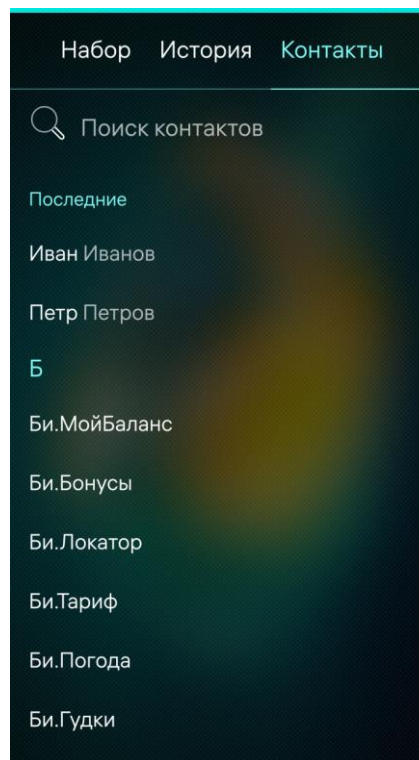 Набор История Контакты
Поиск контактов
Последние
Иван Иванов
Петр Петров
Б
Би.МойБаланс
Би.Бонусы
Би.Локатор
Би.Тариф
Би.Погода
Би.Гудки